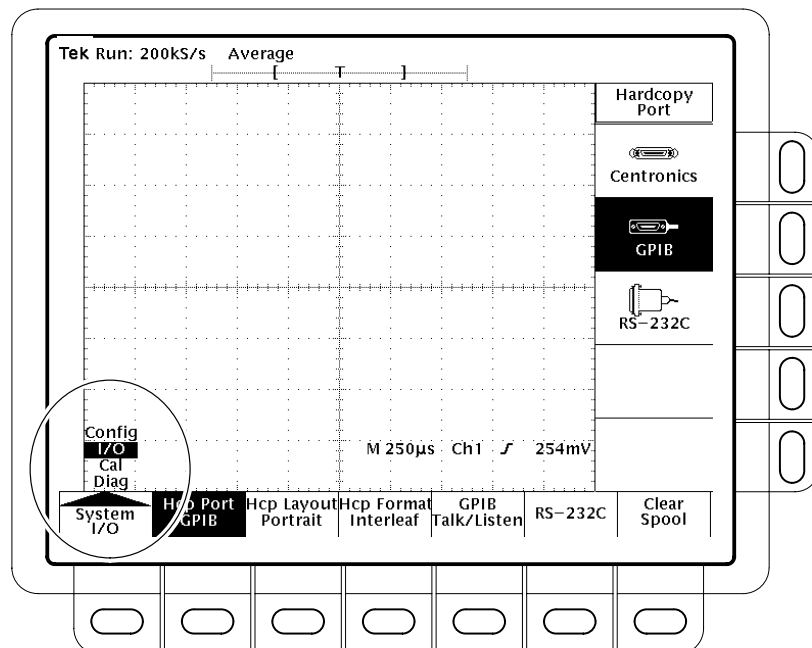 Tek Run: 200kS/s Average
[ T ]
Hardcopy
Port
Centronics
GPIB
RS-232C
Config
I/O
Cal
Diag
M 250µs Ch1 254mV
System
I/O
Hcp Port
GPIB
Hcp Layout
Portrait
Hcp Format
Interleaf
GPIB
Talk/Listen
RS-232C
Clear
Spool